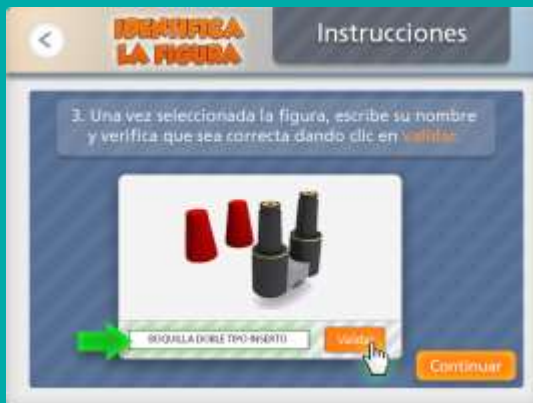 IDENTIFICA
LA FIGURA
Instrucciones
3. Una vez seleccionada la figura, escribe su nombre
y verifica que sea correcta dando clic en validar.
BOQUILLA DOBLE TIPO INSERTO
Validar
Continuar